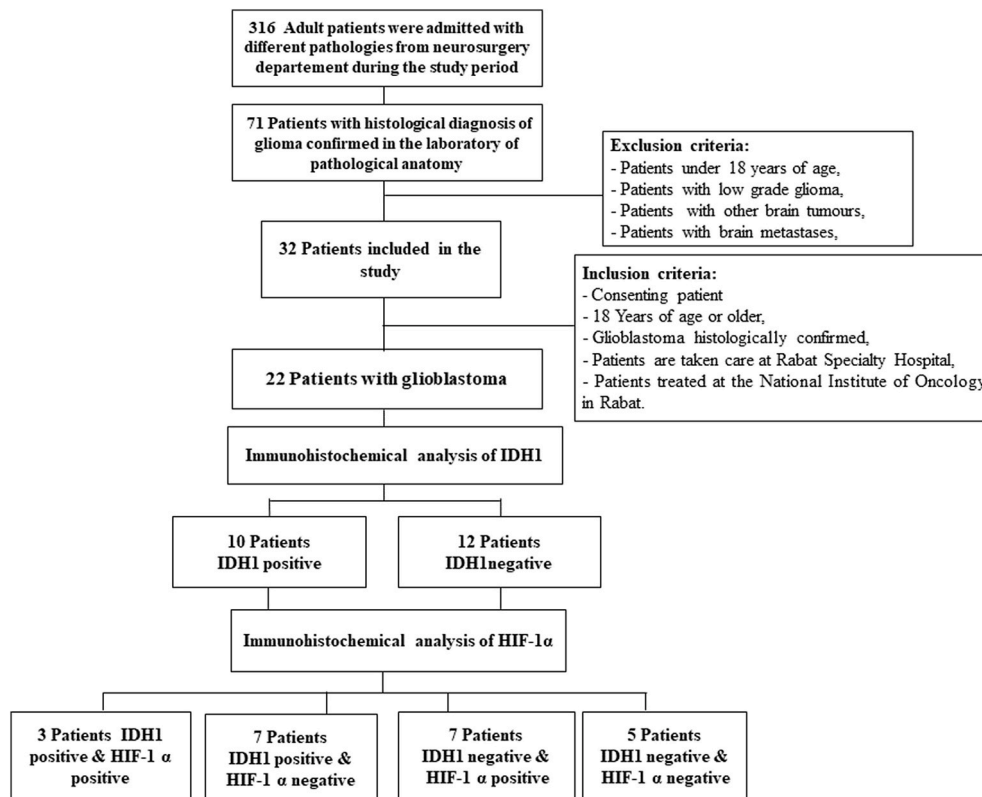 316 Adult patients were admitted with
different pathologies from neurosurgery
departement during the study period
71 Patients with histological diagnosis of
glioma confirmed in the laboratory of
pathological anatomy
Exclusion criteria:
- Patients under 18 years of age,
- Patients with low grade glioma,
- Patients with other brain tumours,
- Patients with brain metastases,
32 Patients included in the
study
Inclusion criteria:
- Consenting patient
- 18 Years of age or older,
- Glioblastoma histologically confirmed,
- Patients are taken care at Rabat Specialty Hospital,
- Patients treated at the National Institute of Oncology
in Rabat.
22 Patients with glioblastoma
Immunohistochemical analysis of IDH1
10 Patients
IDH1 positive
12 Patients
IDH1negative
Immunohistochemical analysis of HIF-1α
3 Patients IDH1
positive & HIF-1 α
positive
7 Patients
IDH1 positive &
HIF-1 α negative
7 Patients
IDH1 negative &
HIF-1 α positive
5 Patients
IDH1 negative &
HIF-1 α negative